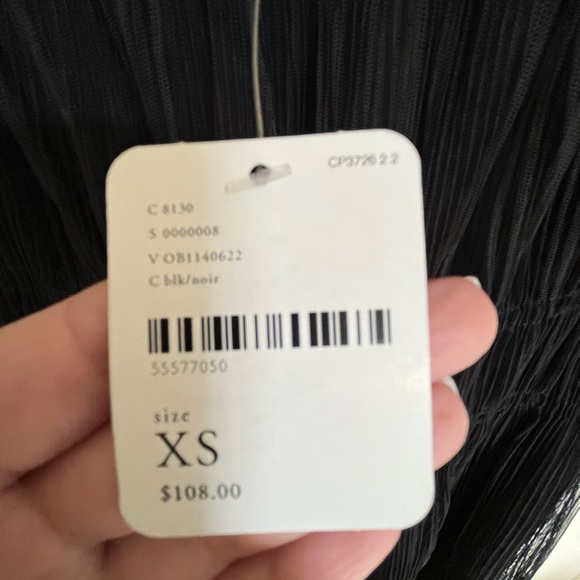 CP3726 2 2
C 8130
S 0000008
V OB1140622
C blk/noir
55577050
size
XS
$108.00